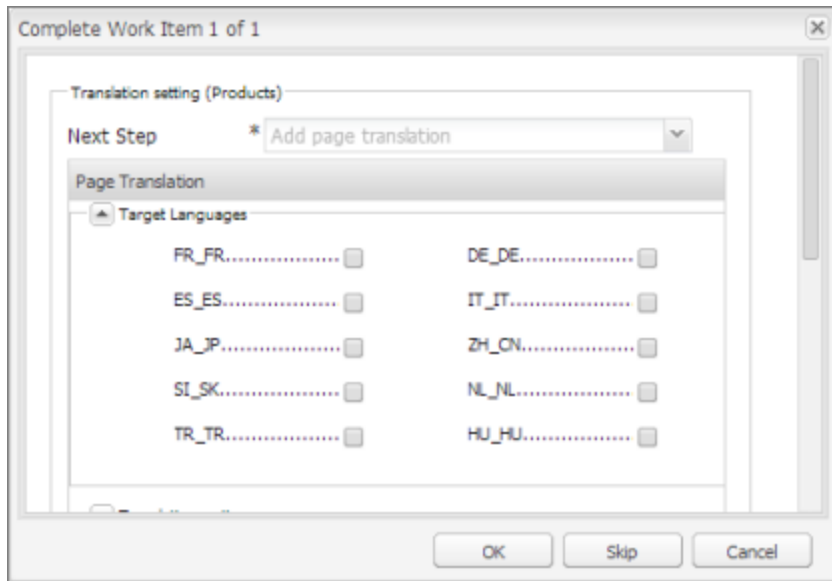 Complete Work Item 1 of 1
Translation setting (Products)
Next Step * Add page translation
Page Translation
Target Languages
FR_FR................... DE_DE...................
ES_ES................... IT_IT...................
JA_JP.................... ZH_CN...................
SI_SK.................... NL_NL...................
TR_TR................... HU_HU..................
OK Skip Cancel